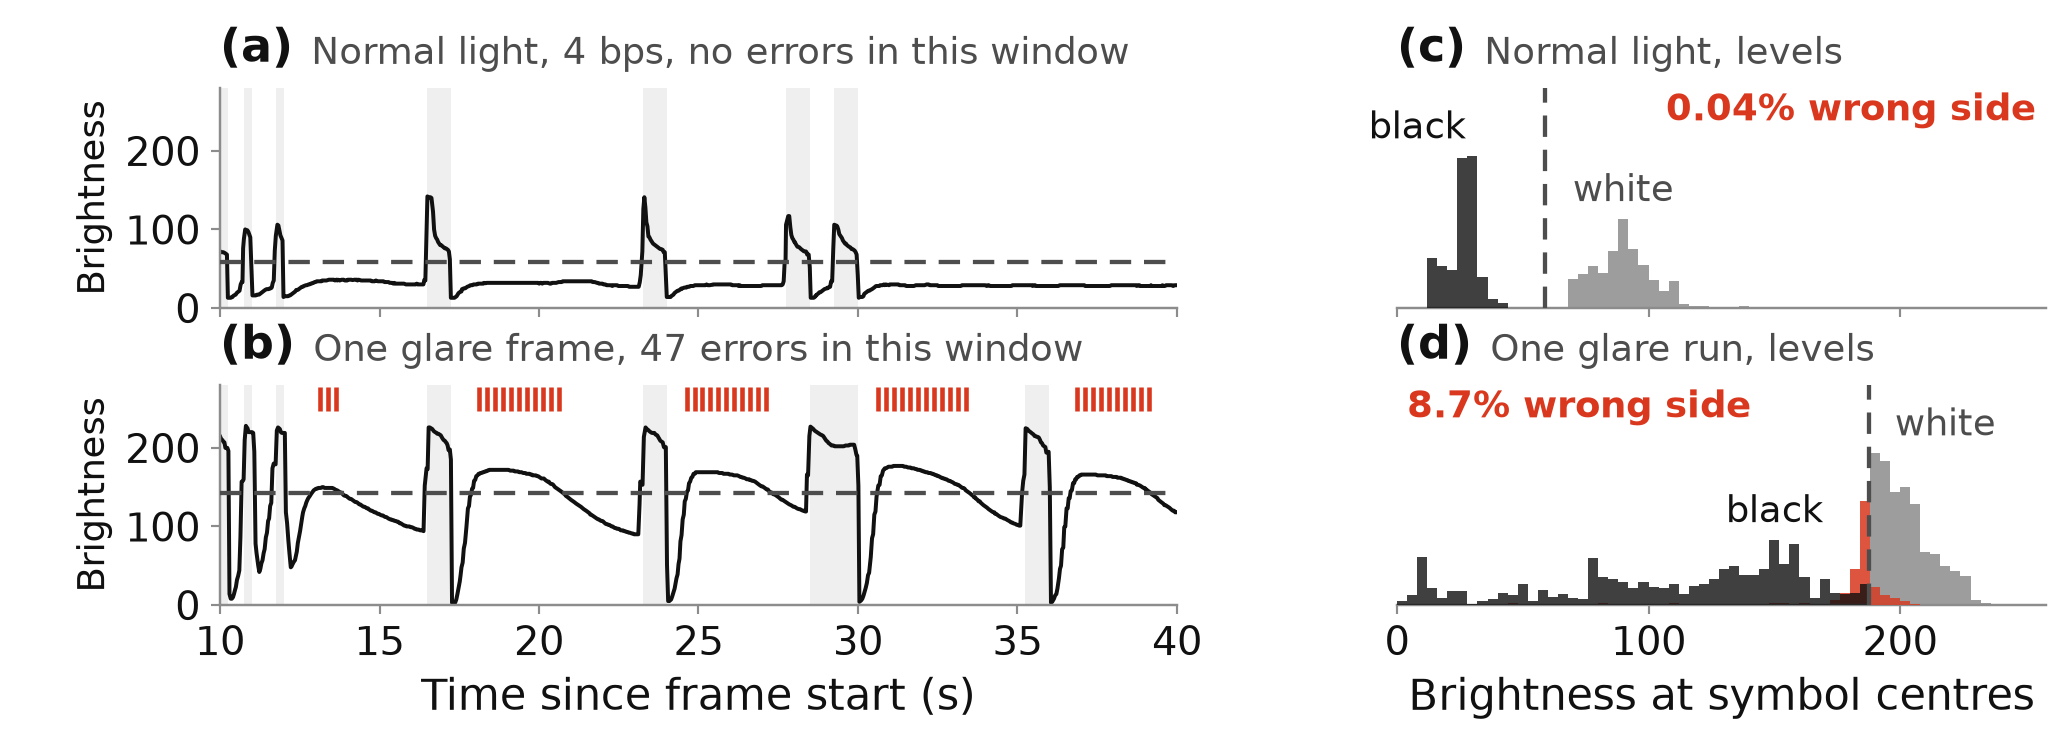 (a) Normal light, 4 bps, no errors in this window
Brightness
200
100
0
(b) One glare frame, 47 errors in this window
Brightness
200
100
0
10 15 20 25 30 35 40
Time since frame start (s)
(c) Normal light, levels
0.04% wrong side
black
white
(d) One glare run, levels
8.7% wrong side
white
black
0 100 200
Brightness at symbol centres